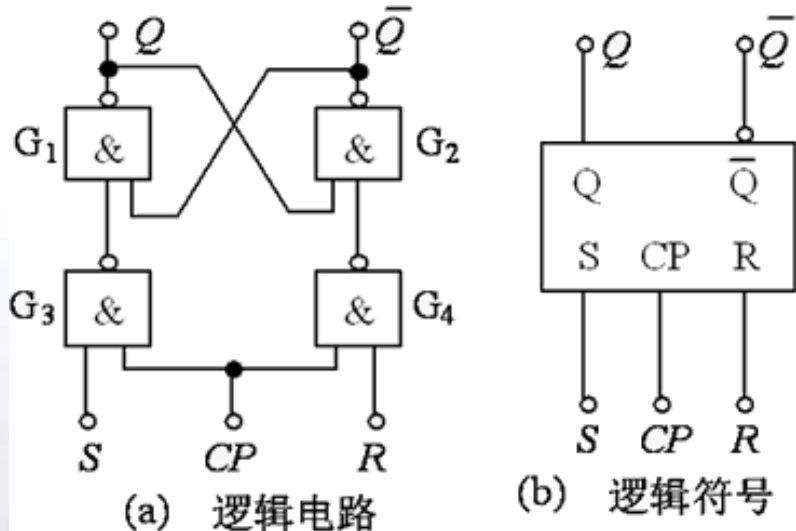 Q Q̅ Q Q̅
G₁ & & G₂
Q Q̅
S CP R
G₃ & & G₄
S CP R S CP R
(a) 逻辑电路 (b) 逻辑符号